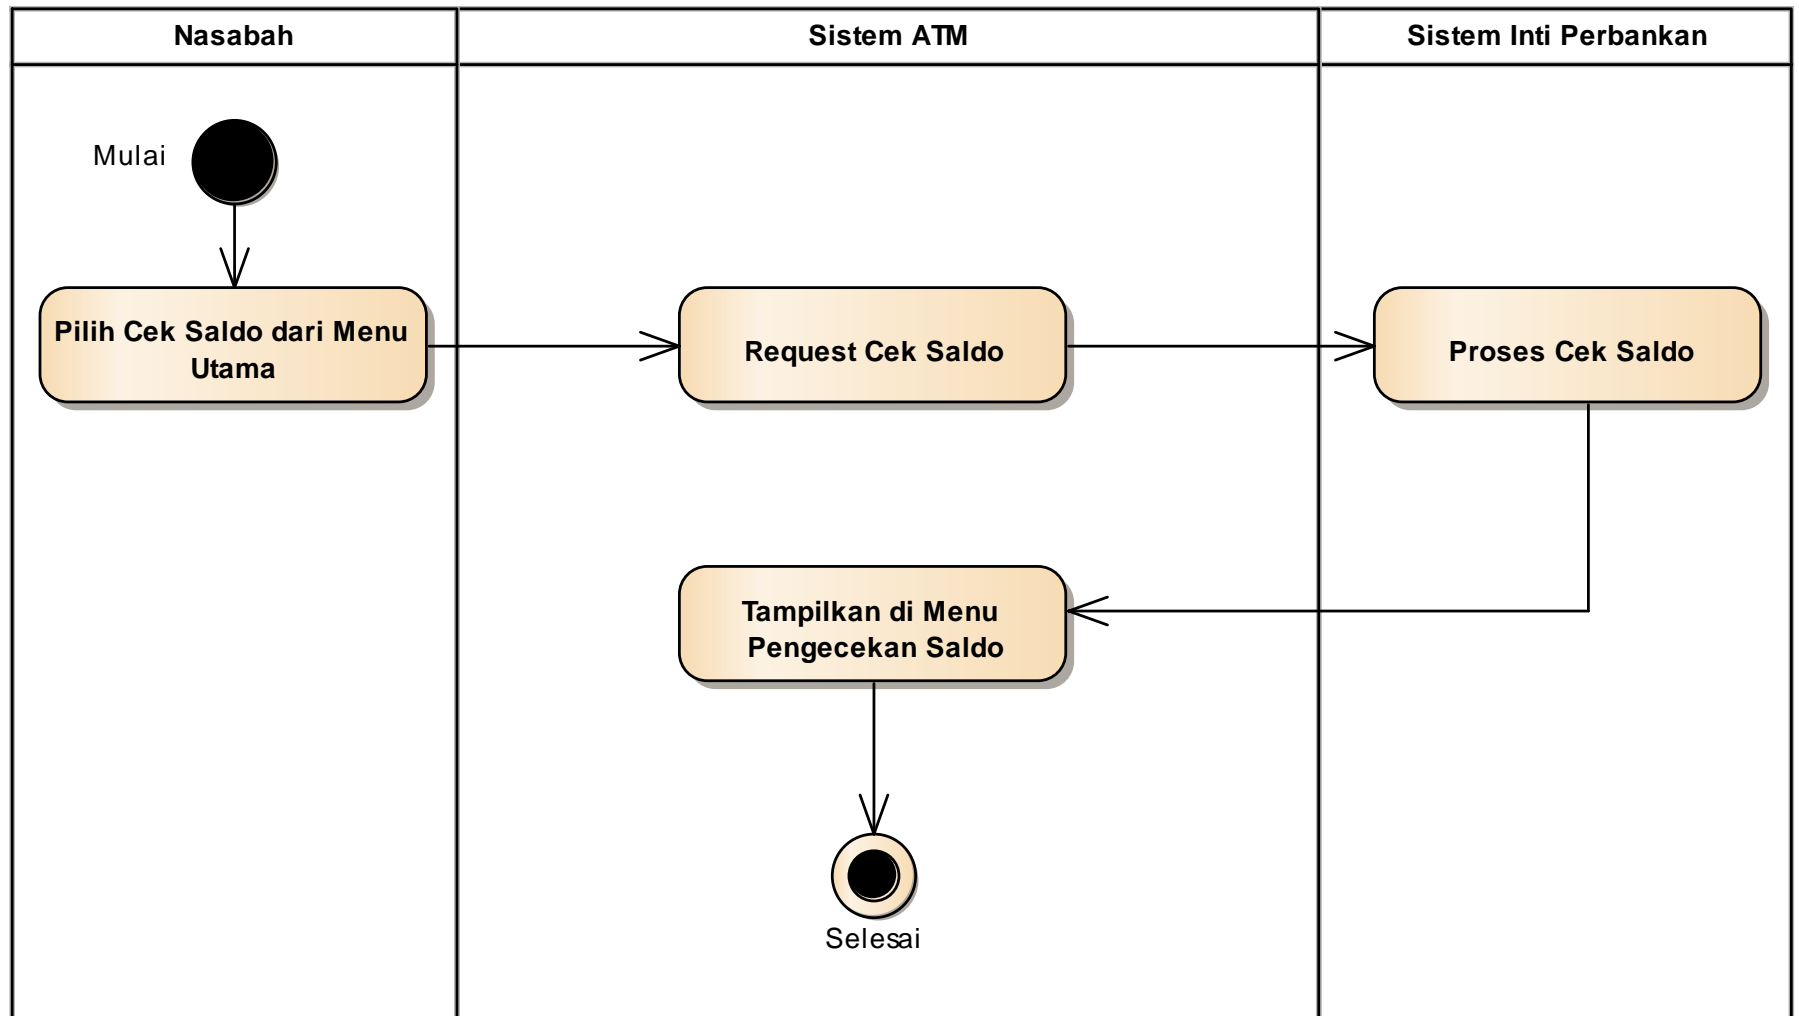 Nasabah
Sistem ATM
Sistem Inti Perbankan
Mulai
Pilih Cek Saldo dari Menu
Utama
Request Cek Saldo
Proses Cek Saldo
Tampilkan di Menu
Pengecekan Saldo
Selesai